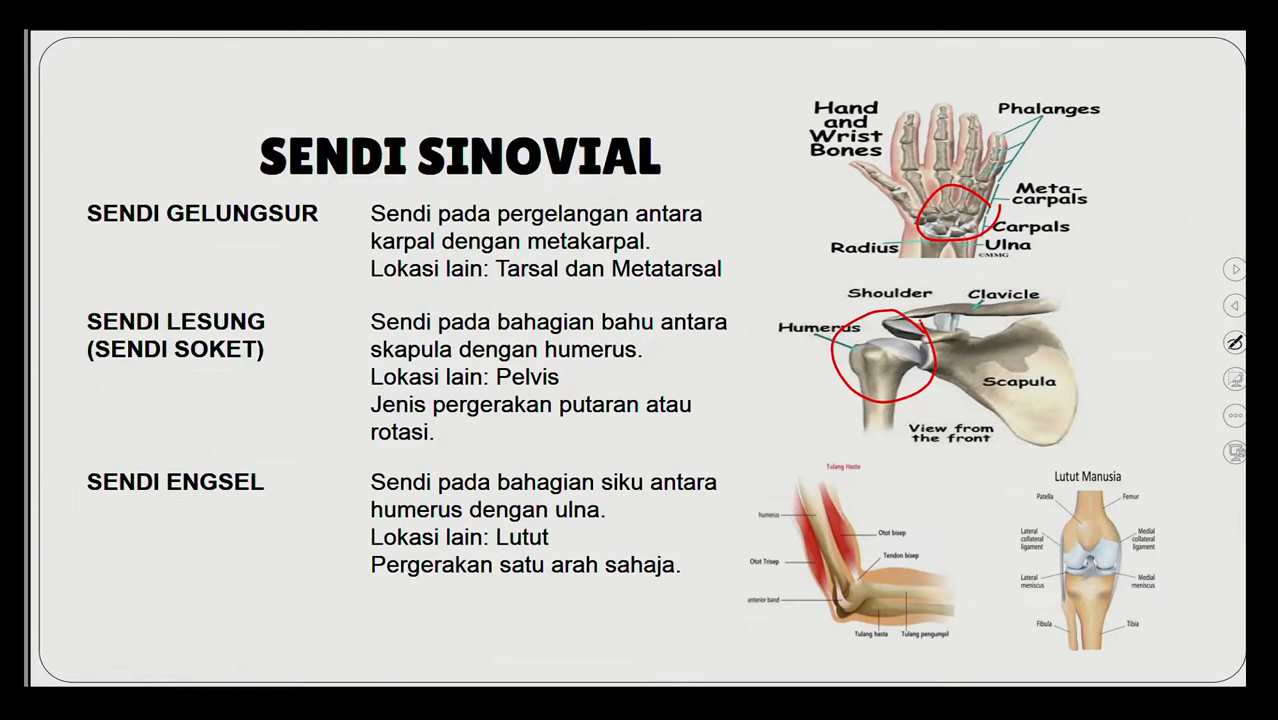 SENDI SINOVIAL
SENDI GELUNGSUR
Sendi pada pergelangan antara
karpal dengan metakarpal.
Lokasi lain: Tarsal dan Metatarsal
SENDI LESUNG
(SENDI SOKET)
Sendi pada bahagian bahu antara
skapula dengan humerus.
Lokasi lain: Pelvis
Jenis pergerakan putaran atau
rotasi.
SENDI ENGSEL
Sendi pada bahagian siku antara
humerus dengan ulna.
Lokasi lain: Lutut
Pergerakan satu arah sahaja.
Hand
and
Wrist
Bones
Phalanges
Meta-
carpals
Carpals
Radius
Ulna
©MMG
Shoulder
Clavicle
Humerus
Scapula
View from
the front
Tulang Hasta
humerus
Otot bisep
Tendon bisep
Otot Trisep
anterior band
Tulang hasta
Tulang pengumpil
Lutut Manusia
Patella
Femur
Lateral
collateral
ligament
Medial
collateral
ligament
Lateral
meniscus
Medial
meniscus
Fibula
Tibia